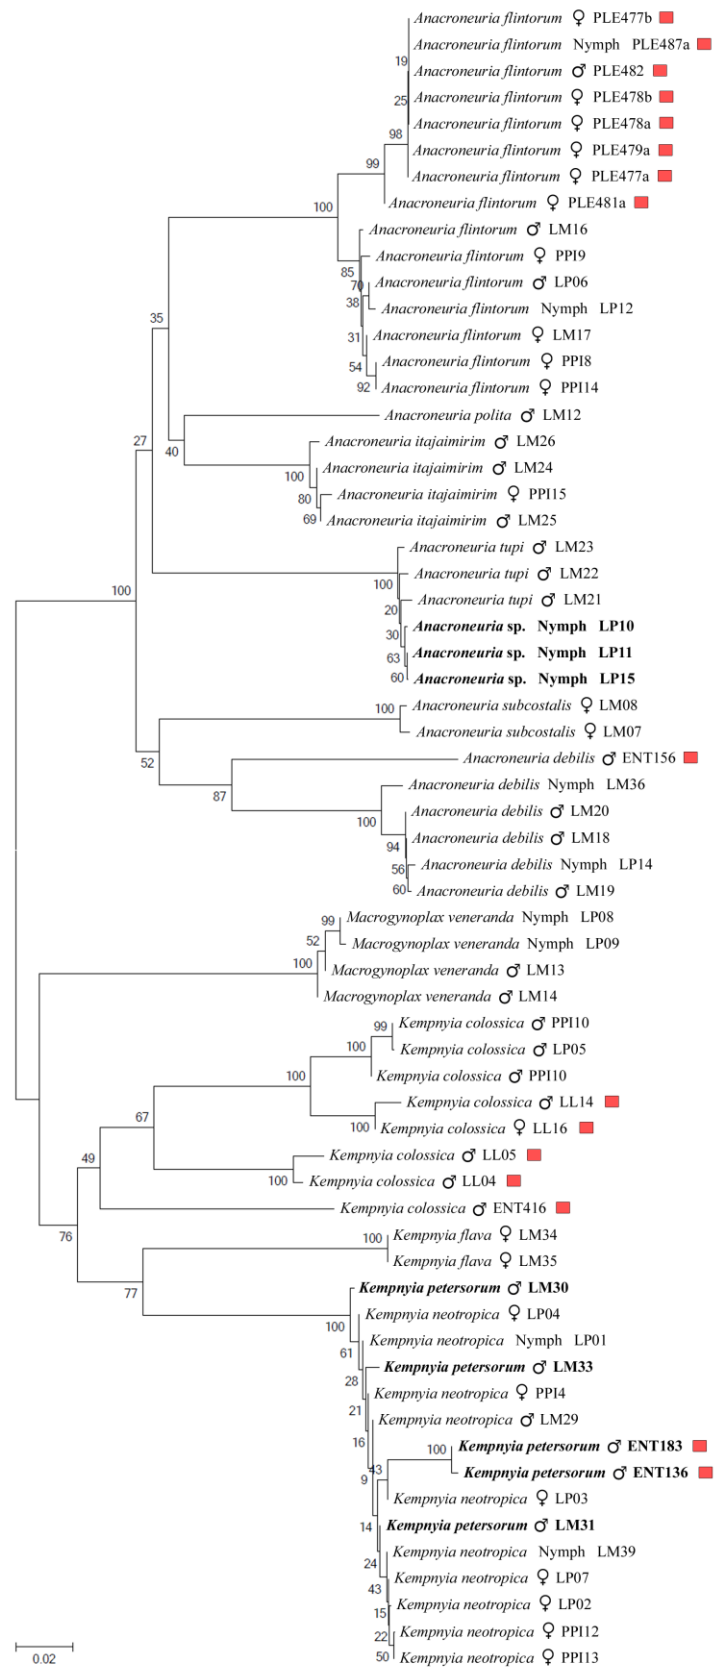 Anacroneuria flintorum ♀ PLE477b
Anacroneuria flintorum Nymph PLE487a
19
Anacroneuria flintorum ♂ PLE482
25
Anacroneuria flintorum ♀ PLE478b
Anacroneuria flintorum ♀ PLE478a
98
Anacroneuria flintorum ♀ PLE479a
99
Anacroneuria flintorum ♀ PLE477a
Anacroneuria flintorum ♀ PLE481a
100
Anacroneuria flintorum ♂ LM16
Anacroneuria flintorum ♀ PPI9
85
70
Anacroneuria flintorum ♂ LP06
38
Anacroneuria flintorum Nymph LP12
35
Anacroneuria flintorum ♀ LM17
31
Anacroneuria flintorum ♀ PPI8
54
Anacroneuria flintorum ♀ PPI14
92
Anacroneuria polita ♂ LM12
27
40
Anacroneuria itajaimirim ♂ LM26
Anacroneuria itajaimirim ♂ LM24
100
Anacroneuria itajaimirim ♀ PPI15
80
Anacroneuria itajaimirim ♂ LM25
69
Anacroneuria tupi ♂ LM23
Anacroneuria tupi ♂ LM22
100
100
Anacroneuria tupi ♂ LM21
20
Anacroneuria sp. Nymph LP10
30
Anacroneuria sp. Nymph LP11
63
Anacroneuria sp. Nymph LP15
60
Anacroneuria subcostalis ♀ LM08
100
Anacroneuria subcostalis ♀ LM07
52
Anacroneuria debilis ♂ ENT156
87
Anacroneuria debilis Nymph LM36
Anacroneuria debilis ♂ LM20
100
Anacroneuria debilis ♂ LM18
94
Anacroneuria debilis Nymph LP14
56
Anacroneuria debilis ♂ LM19
60
Macrogynoplax veneranda Nymph LP08
99
Macrogynoplax veneranda Nymph LP09
52
Macrogynoplax veneranda ♂ LM13
100
Macrogynoplax veneranda ♂ LM14
Kempnyia colossica ♂ PPI10
99
Kempnyia colossica ♂ LP05
100
Kempnyia colossica ♂ PPI10
100
Kempnyia colossica ♂ LL14
67
Kempnyia colossica ♀ LL16
100
Kempnyia colossica ♂ LL05
49
Kempnyia colossica ♂ LL04
100
Kempnyia colossica ♂ ENT416
76
Kempnyia flava ♀ LM34
100
Kempnyia flava ♀ LM35
77
Kempnyia petersorum ♂ LM30
Kempnyia neotropica ♀ LP04
100
Kempnyia neotropica Nymph LP01
61
Kempnyia petersorum ♂ LM33
28
Kempnyia neotropica ♀ PPI4
21
Kempnyia neotropica ♂ LM29
16
Kempnyia petersorum ♂ ENT183
100
43
Kempnyia petersorum ♂ ENT136
9
Kempnyia neotropica ♀ LP03
14
Kempnyia petersorum ♂ LM31
Kempnyia neotropica Nymph LM39
24
Kempnyia neotropica ♀ LP07
43
Kempnyia neotropica ♀ LP02
15
Kempnyia neotropica ♀ PPI12
22
Kempnyia neotropica ♀ PPI13
50
0.02